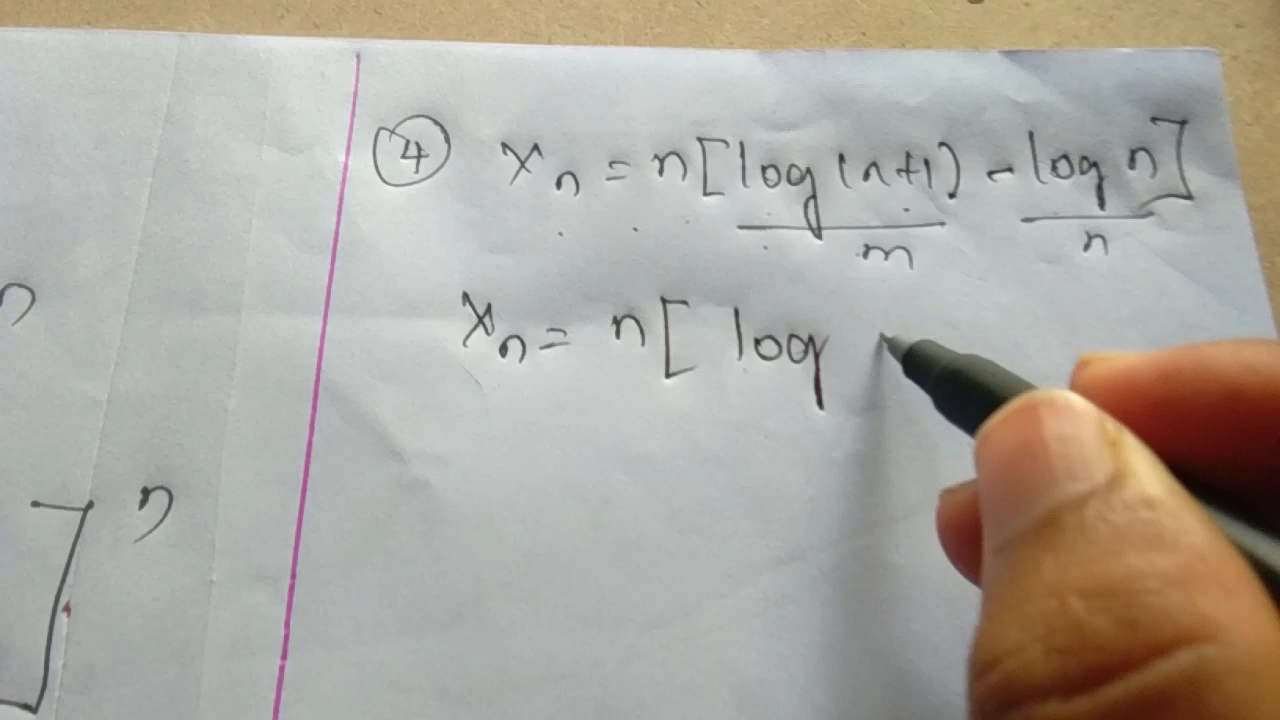 ④ xₙ = n[log(n+1) - log n]
m n
xₙ = n[ log
n
n